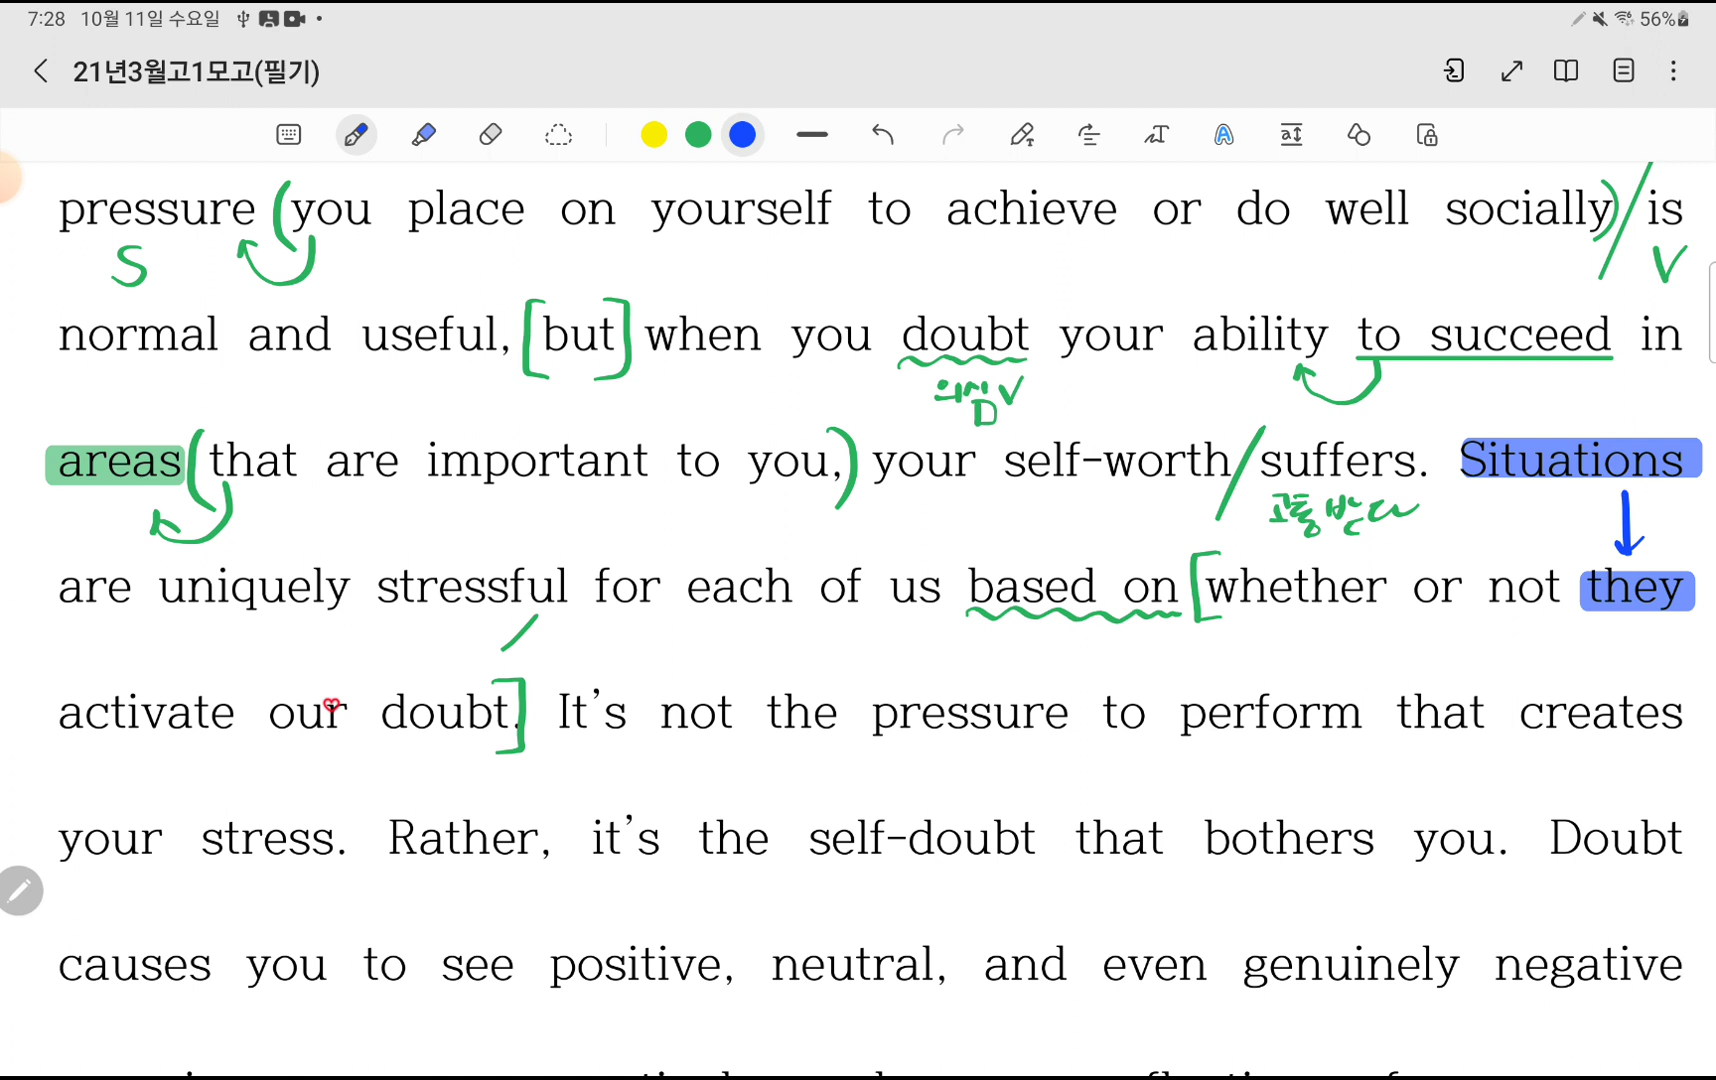 7:28 10월 11일 수요일 56%
21년3월고1모고(필기)
pressure (you place on yourself to achieve or do well socially) / is
S V
normal and useful, [but] when you doubt your ability to succeed in
의심 V
D
areas (that are important to you,) your self-worth / suffers. Situations
고통 받다
are uniquely stressful for each of us based on [whether or not they
activate our doubt.] It's not the pressure to perform that creates
your stress. Rather, it's the self-doubt that bothers you. Doubt
causes you to see positive, neutral, and even genuinely negative